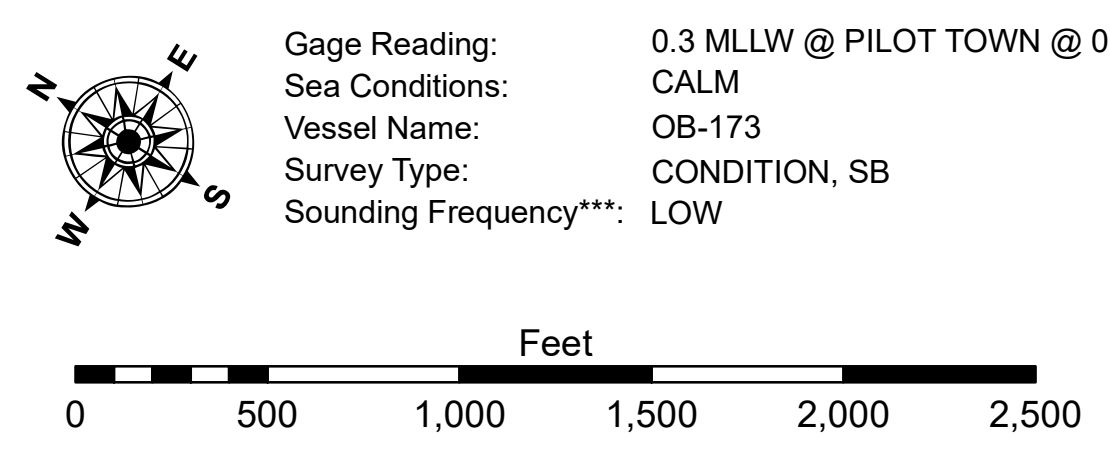 N
E
S
W
Gage Reading: 0.3 MLLW @ PILOT TOWN @ 0
Sea Conditions: CALM
Vessel Name: OB-173
Survey Type: CONDITION, SB
Sounding Frequency***: LOW
Feet
0 500 1,000 1,500 2,000 2,500